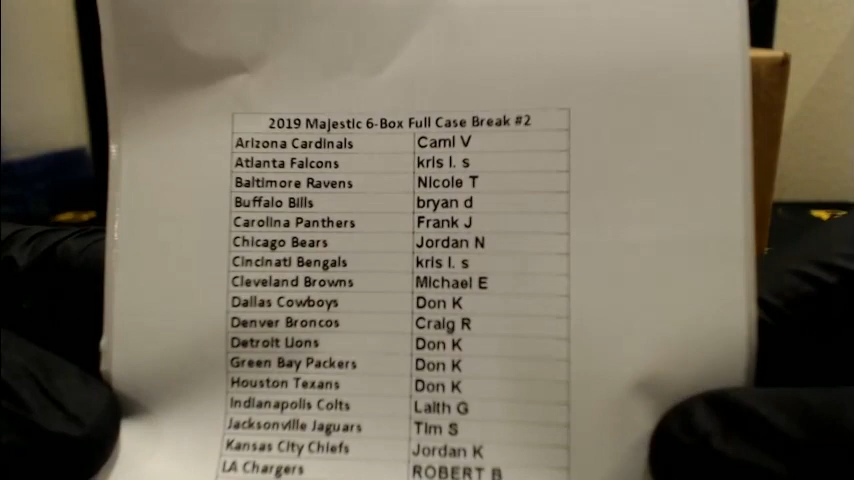 2019 Majestic 6-Box Full Case Break #2
Arizona Cardinals Cami V
Atlanta Falcons kris l. s
Baltimore Ravens Nicole T
Buffalo Bills bryan d
Carolina Panthers Frank J
Chicago Bears Jordan N
Cincinati Bengals kris l. s
Cleveland Browns Michael E
Dallas Cowboys Don K
Denver Broncos Craig R
Detroit Lions Don K
Green Bay Packers Don K
Houston Texans Don K
Indianapolis Colts Laith G
Jacksonville Jaguars Tim S
Kansas City Chiefs Jordan K
LA Chargers ROBERT B